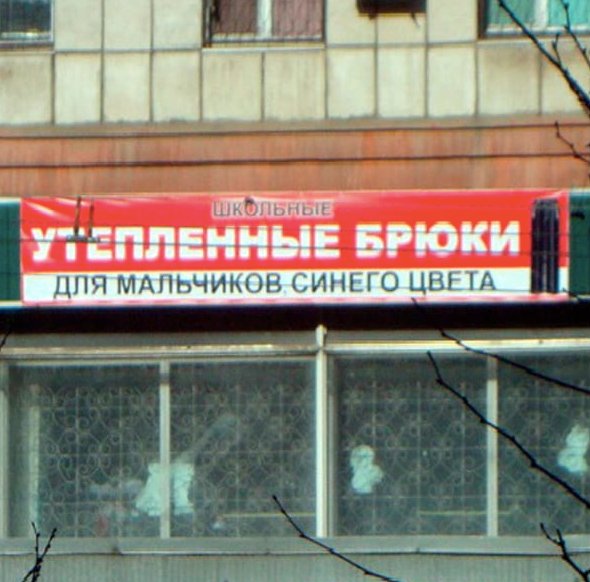 ШКОЛЬНЫЕ
УТЕПЛЕННЫЕ БРЮКИ
ДЛЯ МАЛЬЧИКОВ СИНЕГО ЦВЕТА